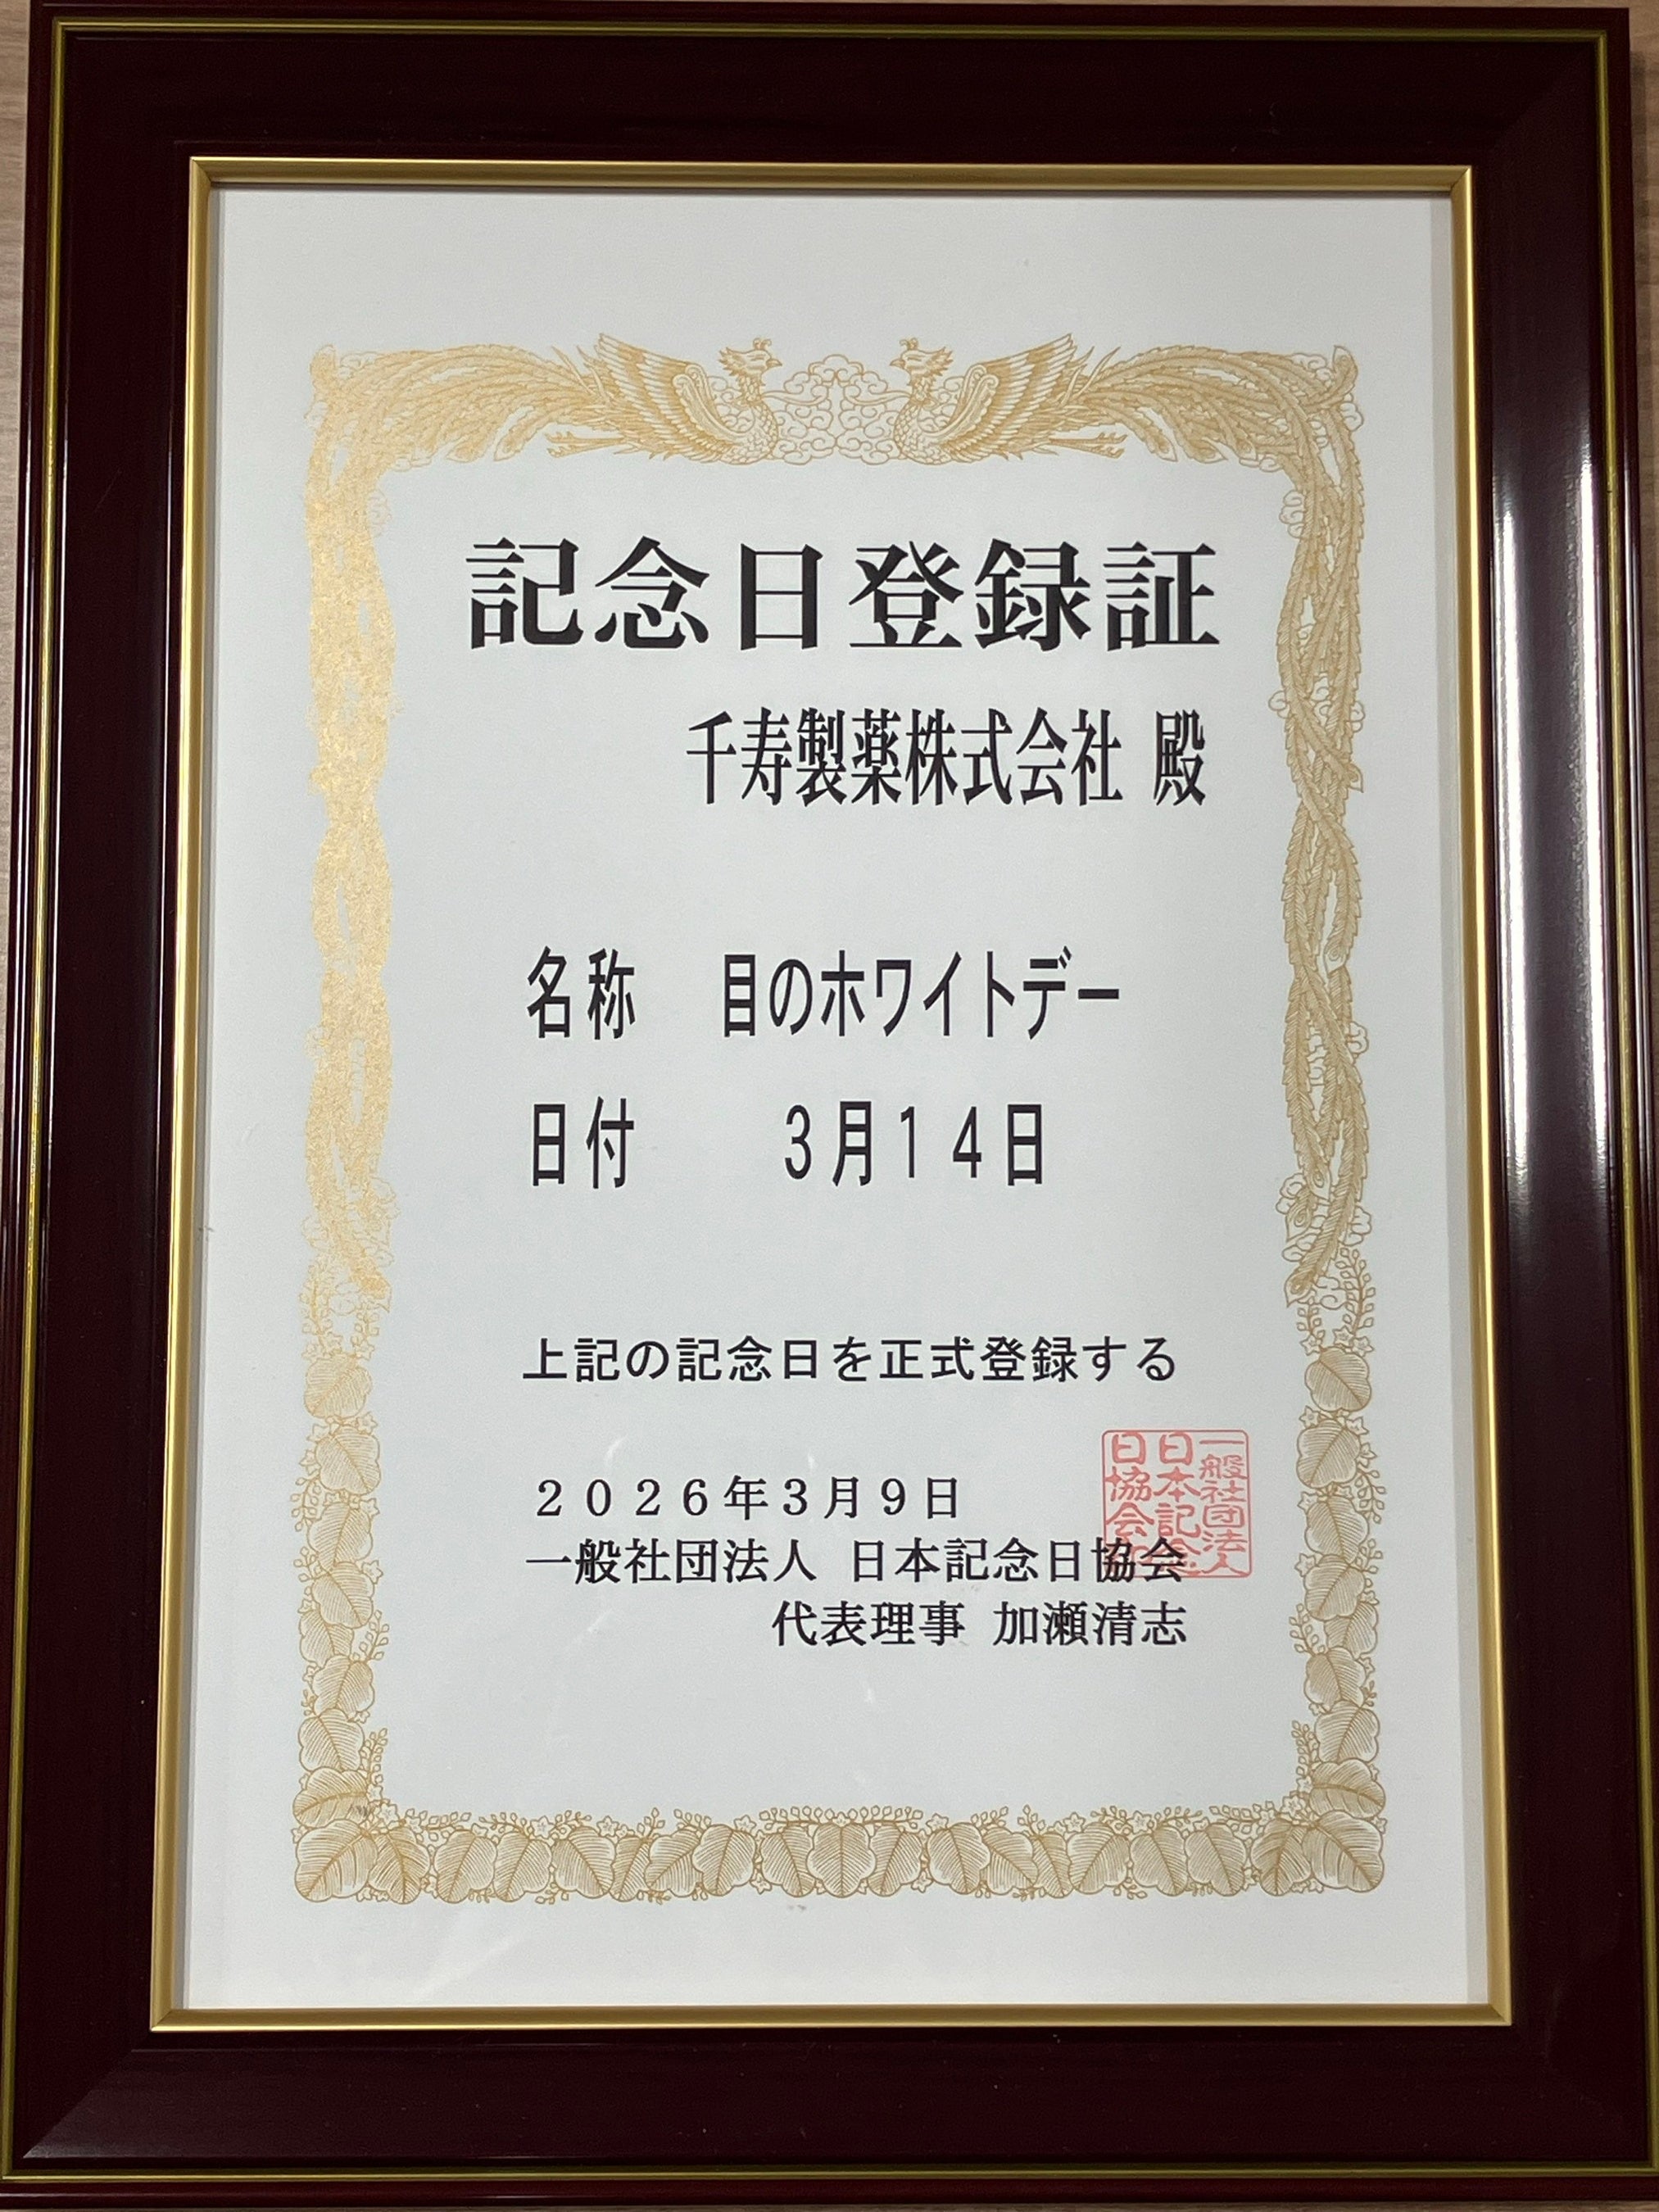 記念日登録証
千寿製薬株式会社 殿
名称 目のホワイトデー
日付 3月14日
上記の記念日を正式登録する
2026年3月9日
一般社団法人 日本記念日協会
代表理事 加瀬清志
一般社団法人
日本記念
日協会